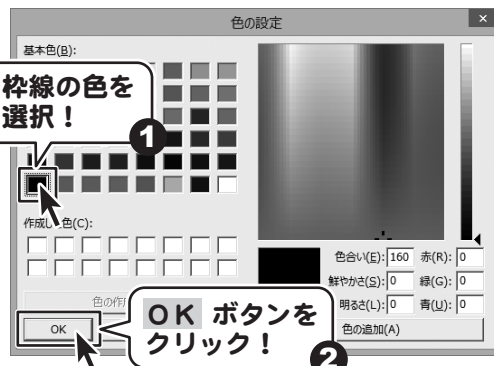 色の設定
×
基本色(B):
枠線の色を
選択！
1
作成した色(C):
色合い(E): 160 赤(R): 0
鮮やかさ(S): 0 緑(G): 0
明るさ(L): 0 青(U): 0
色の作
OK
色の追加(A)
OK ボタンを
クリック！
2